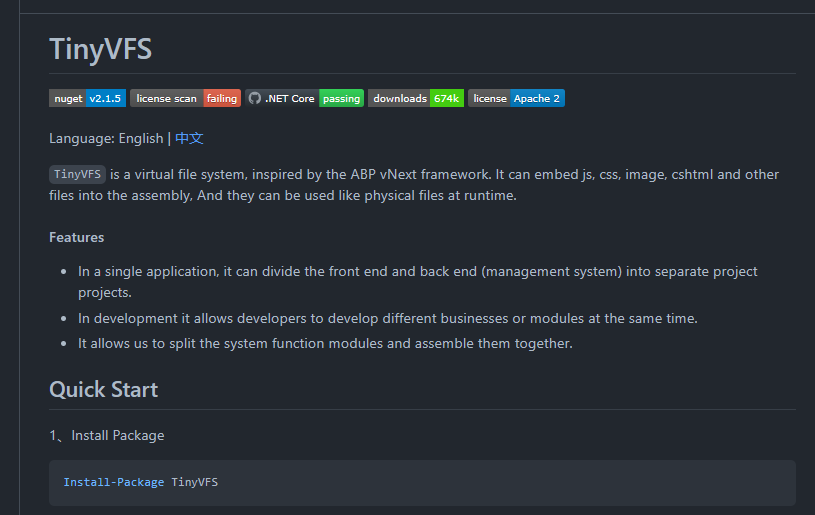 TinyVFS
nuget v2.1.5 license scan failing .NET Core passing downloads 674k license Apache 2
Language: English | 中文
TinyVFS is a virtual file system, inspired by the ABP vNext framework. It can embed js, css, image, cshtml and other
files into the assembly, And they can be used like physical files at runtime.
Features
• In a single application, it can divide the front end and back end (management system) into separate project
projects.
• In development it allows developers to develop different businesses or modules at the same time.
• It allows us to split the system function modules and assemble them together.
Quick Start
1、Install Package
Install-Package TinyVFS